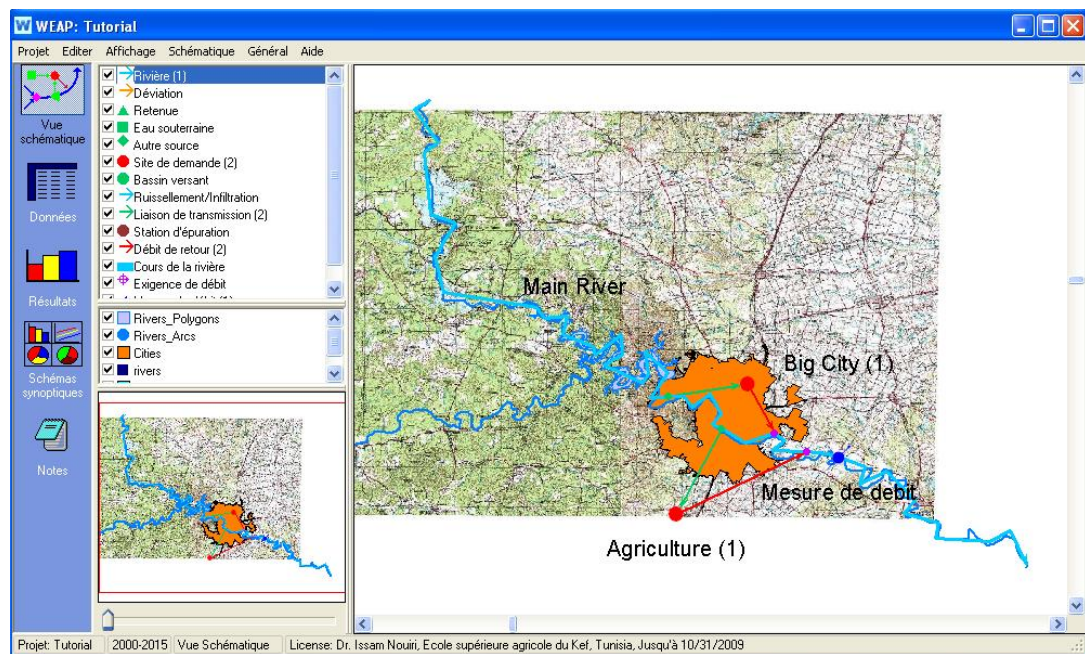 WEAP: Tutorial
Projet Editer Affichage Schématique Général Aide
Vue schématique
Données
Résultats
Schémas synoptiques
Notes
Rivière (1)
Déviation
Retenue
Eau souterraine
Autre source
Site de demande (2)
Bassin versant
Ruissellement/Infiltration
Liaison de transmission (2)
Station d'épuration
Débit de retour (2)
Cours de la rivière
Exigence de débit
Rivers_Polygons
Rivers_Arcs
Cities
rivers
Main River
Big City (1)
Mesure de debit
Agriculture (1)
Projet: Tutorial 2000-2015 Vue Schématique License: Dr. Issam Nouiri, Ecole supérieure agricole du Kef, Tunisia, Jusqu'à 10/31/2009